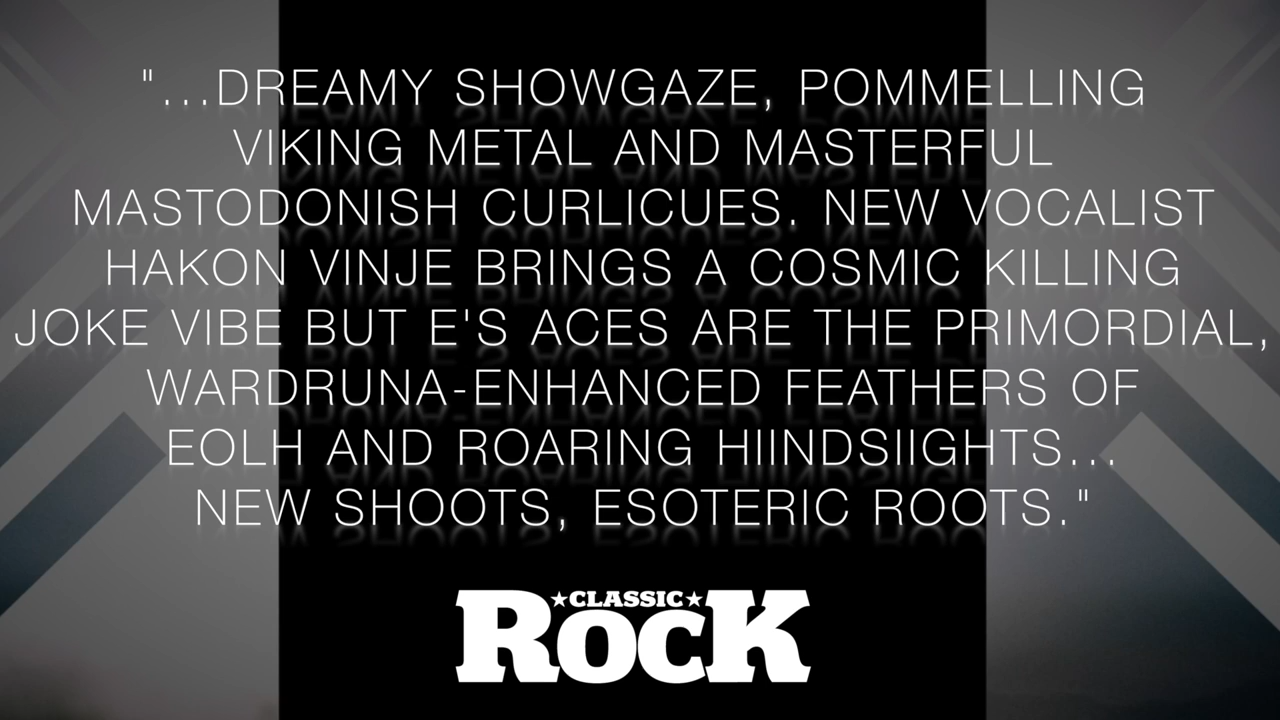 "...DREAMY SHOWGAZE, POMMELLING
VIKING METAL AND MASTERFUL
MASTODONISH CURLICUES. NEW VOCALIST
HAKON VINJE BRINGS A COSMIC KILLING
JOKE VIBE BUT E'S ACES ARE THE PRIMORDIAL,
WARDRUNA-ENHANCED FEATHERS OF
EOLH AND ROARING HIINDSIIGHTS...
NEW SHOOTS, ESOTERIC ROOTS."
★CLASSIC★
ROCK